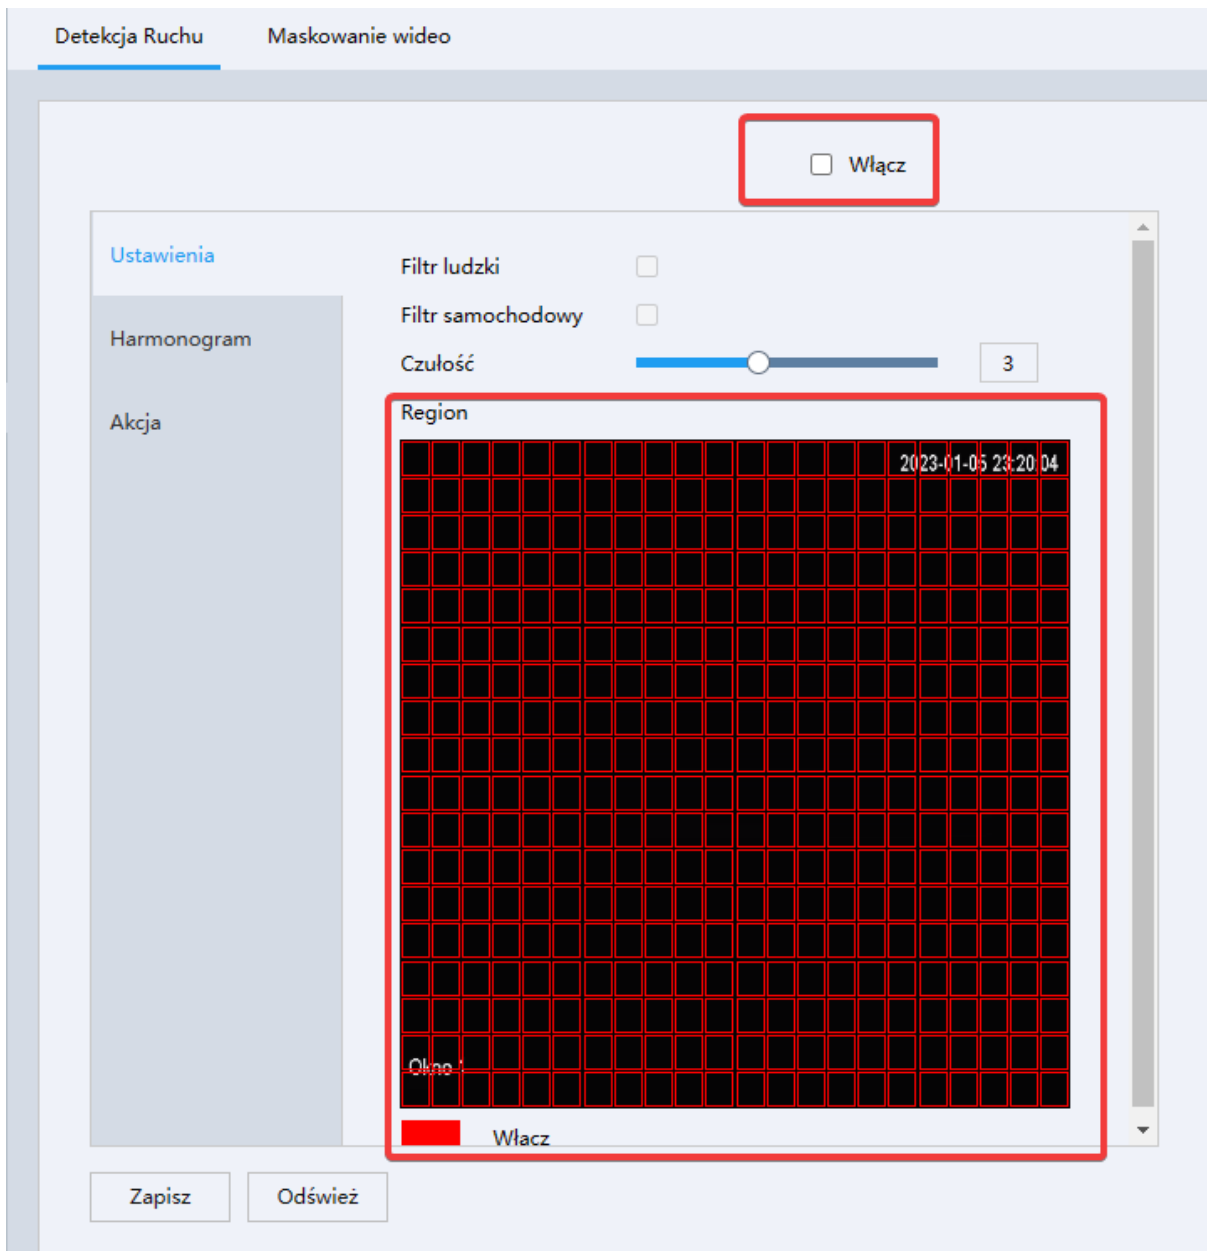 Detekcja Ruchu Maskowanie wideo
Włącz
Ustawienia
Harmonogram
Akcja
Filtr ludzki
Filtr samochodowy
Czułość 3
Region
2023-01-05 23:20:04
Okno 1
Włącz
Zapisz Odśwież